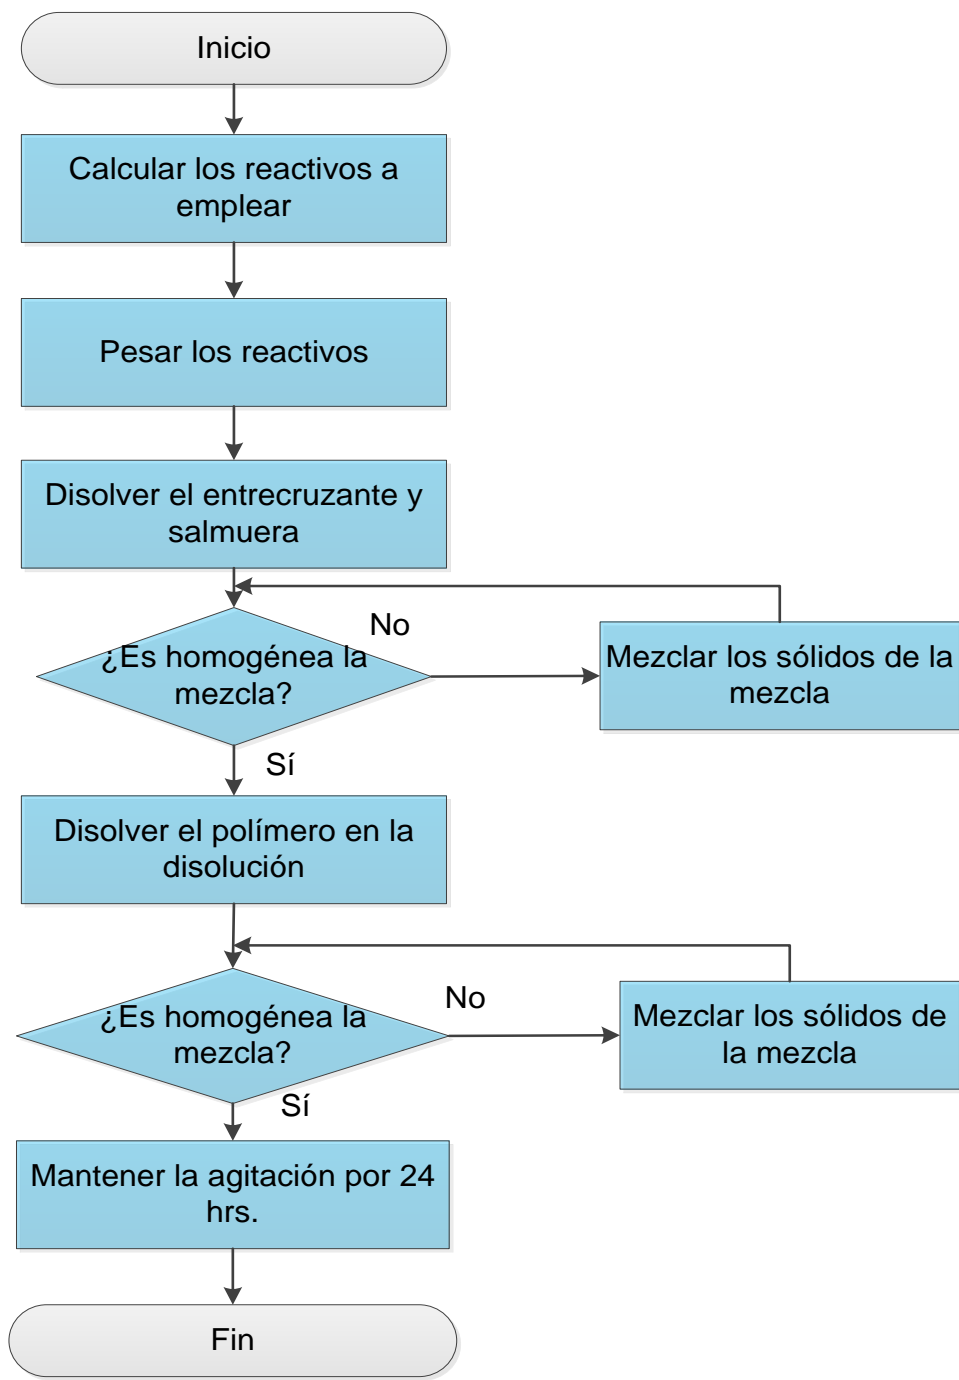 Inicio
Calcular los reactivos a
emplear
Pesar los reactivos
Disolver el entrecruzante y
salmuera
No
¿Es homogénea la
mezcla?
Mezclar los sólidos de la
mezcla
Sí
Disolver el polímero en la
disolución
No
¿Es homogénea la
mezcla?
Mezclar los sólidos de
la mezcla
Sí
Mantener la agitación por 24
hrs.
Fin